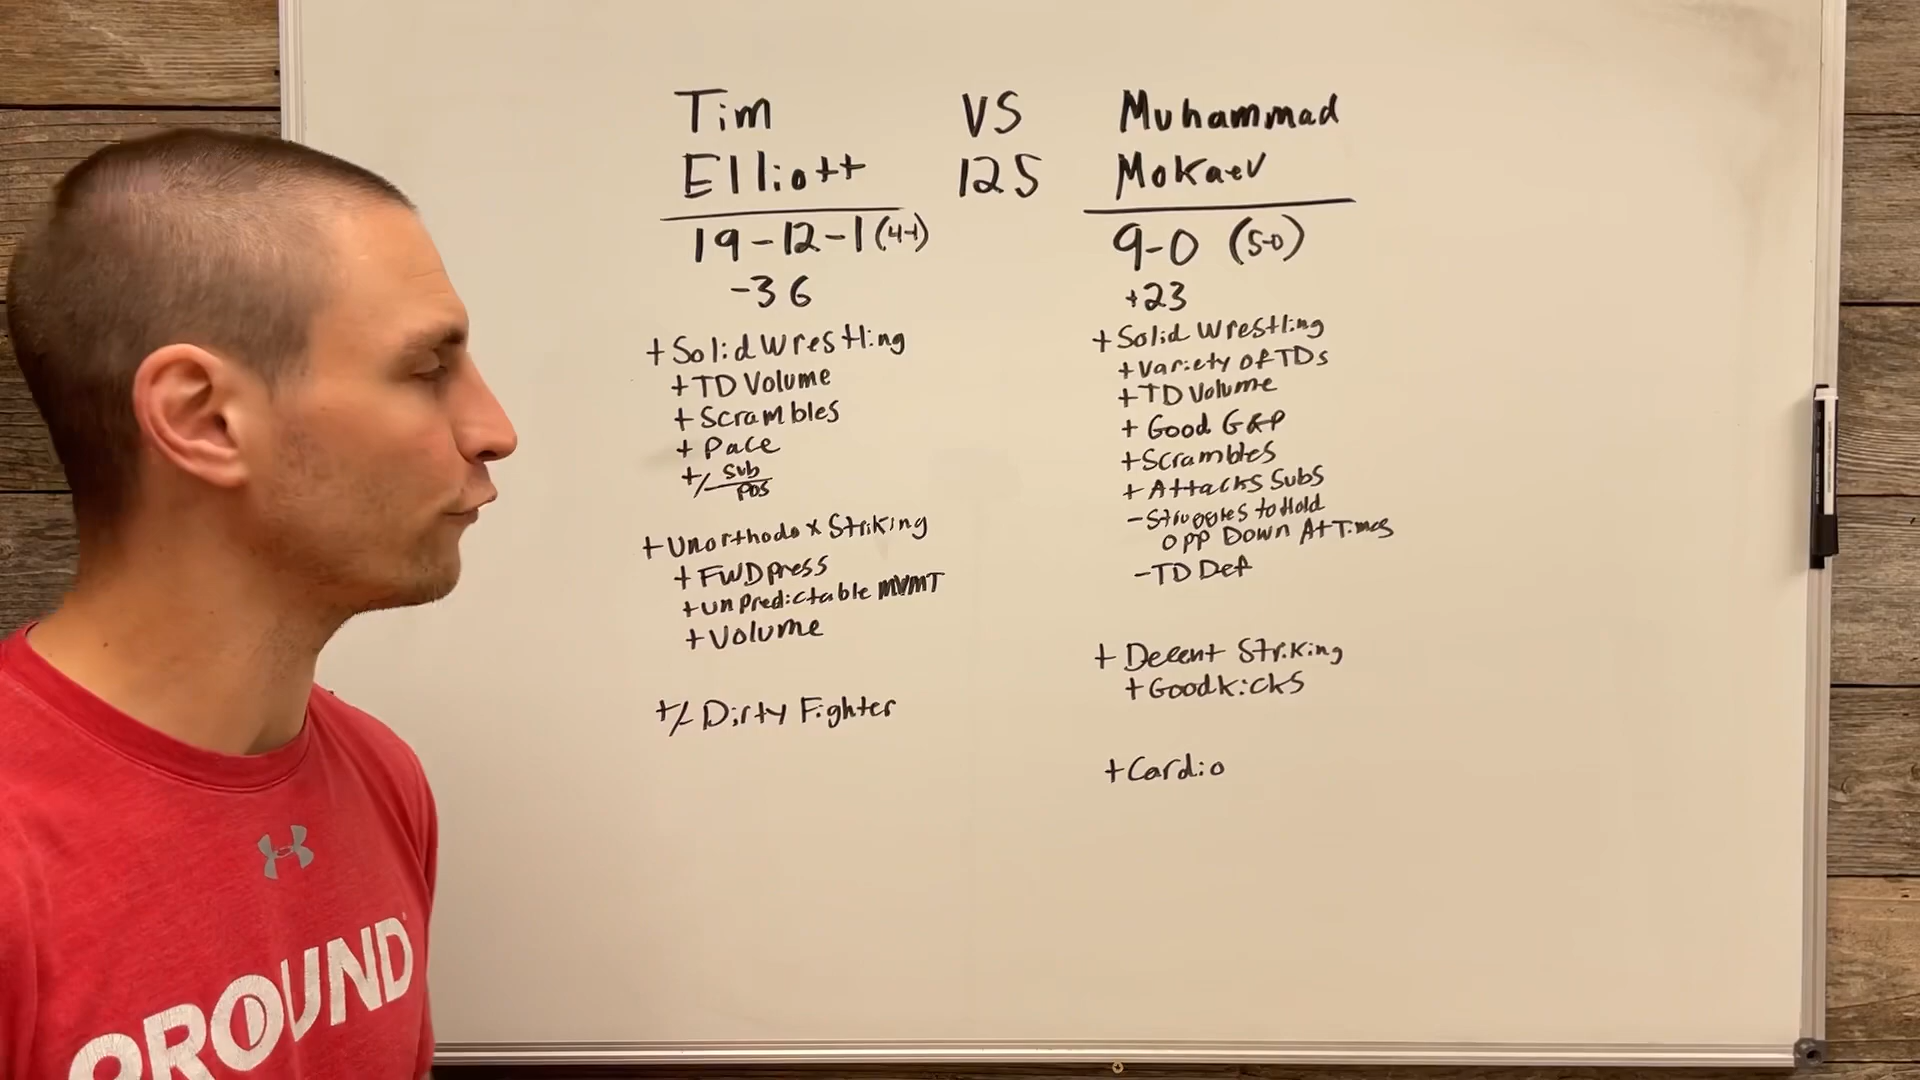 Tim VS Muhammad
Elliott 125 Mokaev
19-12-1 (4-1)
-36
+ Solid Wrestling
+ TD Volume
+ Scrambles
+ Pace
+/- Sub
Pos
+ Unorthodox Striking
+ FWD press
+ unpredictable MVMT
+ Volume
+/- Dirty Fighter
9-0 (5-0)
+23
+ Solid Wrestling
+ Variety of TDs
+ TD Volume
+ Good G&P
+ Scrambles
+ Attacks Subs
- Struggles to Hold
Opp Down At Times
- TD Def
+ Decent Striking
+ Good kicks
+ Cardio
GROUND